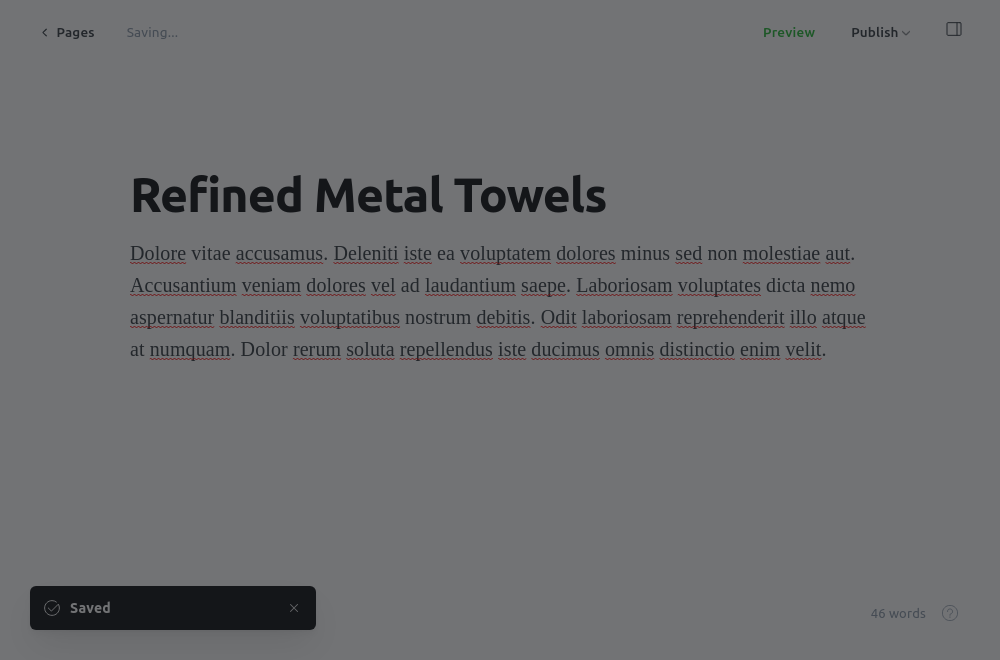 Pages
Saving...
Preview
Publish
Refined Metal Towels
Dolore vitae accusamus. Deleniti iste ea voluptatem dolores minus sed non molestiae aut.
Accusantium veniam dolores vel ad laudantium saepe. Laboriosam voluptates dicta nemo
aspernatur blanditiis voluptatibus nostrum debitis. Odit laboriosam reprehenderit illo atque
at numquam. Dolor rerum soluta repellendus iste ducimus omnis distinctio enim velit.
Saved
46 words